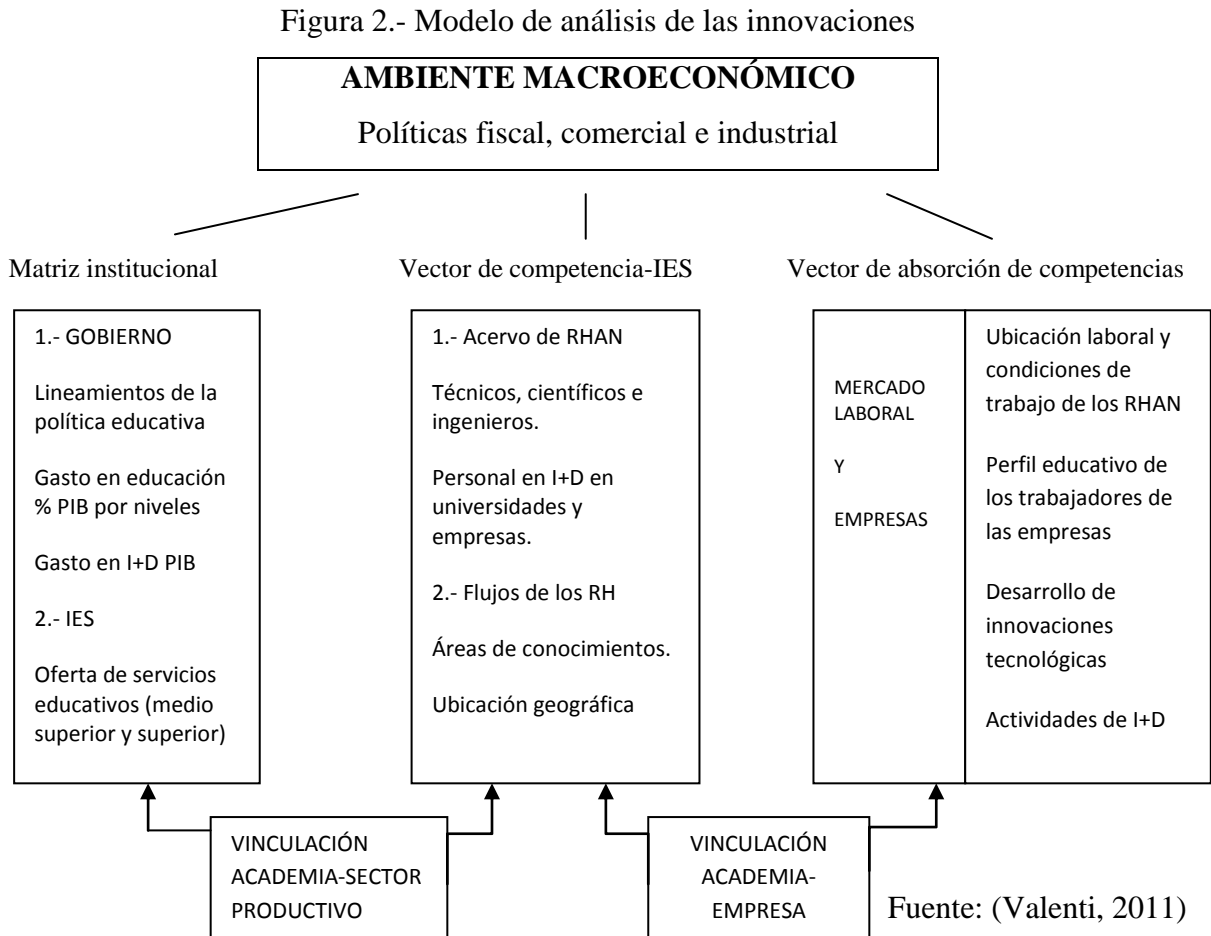 Figura 2.- Modelo de análisis de las innovaciones
AMBIENTE MACROECONÓMICO
Políticas fiscal, comercial e industrial
Matriz institucional
Vector de competencia-IES
Vector de absorción de competencias
1.- GOBIERNO
Lineamientos de la
política educativa
Gasto en educación
% PIB por niveles
Gasto en I+D PIB
2.- IES
Oferta de servicios
educativos (medio
superior y superior)
1.- Acervo de RHAN
Técnicos, científicos e
ingenieros.
Personal en I+D en
universidades y
empresas.
2.- Flujos de los RH
Áreas de conocimientos.
Ubicación geográfica
MERCADO
LABORAL
Y
EMPRESAS
Ubicación laboral y
condiciones de
trabajo de los RHAN
Perfil educativo de
los trabajadores de
las empresas
Desarrollo de
innovaciones
tecnológicas
Actividades de I+D
VINCULACIÓN
ACADEMIA-SECTOR
PRODUCTIVO
VINCULACIÓN
ACADEMIA-
EMPRESA
Fuente: (Valenti, 2011)